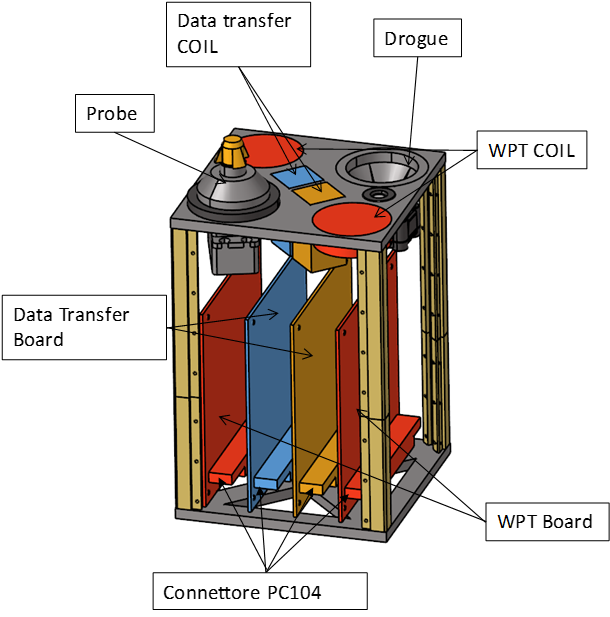 Data transfer
COIL
Drogue
Probe
WPT COIL
Data Transfer
Board
WPT Board
Connettore PC104